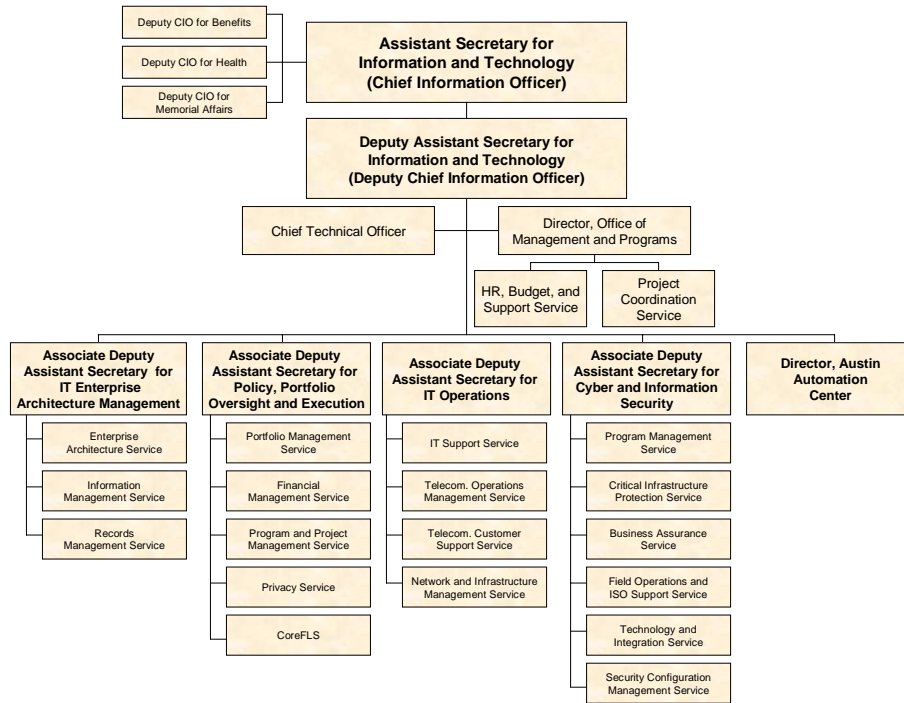 Deputy CIO for Benefits
Deputy CIO for Health
Deputy CIO for
Memorial Affairs
Assistant Secretary for
Information and Technology
(Chief Information Officer)
Deputy Assistant Secretary for
Information and Technology
(Deputy Chief Information Officer)
Chief Technical Officer
Director, Office of
Management and Programs
HR, Budget, and
Support Service
Project
Coordination
Service
Associate Deputy
Assistant Secretary for
IT Enterprise
Architecture Management
Enterprise
Architecture Service
Information
Management Service
Records
Management Service
Associate Deputy
Assistant Secretary for
Policy, Portfolio
Oversight and Execution
Portfolio Management
Service
Financial
Management Service
Program and Project
Management Service
Privacy Service
CoreFLS
Associate Deputy
Assistant Secretary for
IT Operations
IT Support Service
Telecom. Operations
Management Service
Telecom. Customer
Support Service
Network and Infrastructure
Management Service
Associate Deputy
Assistant Secretary for
Cyber and Information
Security
Program Management
Service
Critical Infrastructure
Protection Service
Business Assurance
Service
Field Operations and
ISO Support Service
Technology and
Integration Service
Security Configuration
Management Service
Director, Austin
Automation
Center